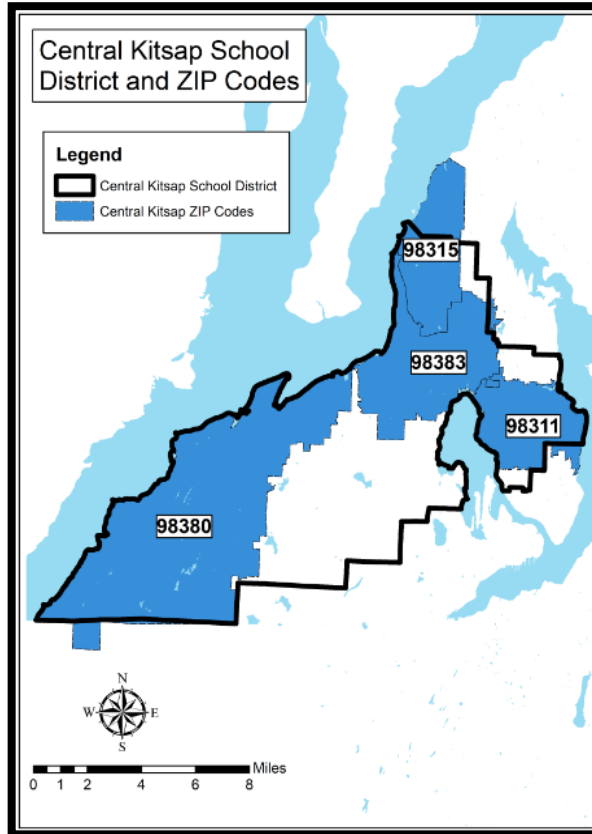 Central Kitsap School
District and ZIP Codes
Legend
Central Kitsap School District
Central Kitsap ZIP Codes
98315
98383
98311
98380
N
W E
S
Miles
0 1 2 4 6 8